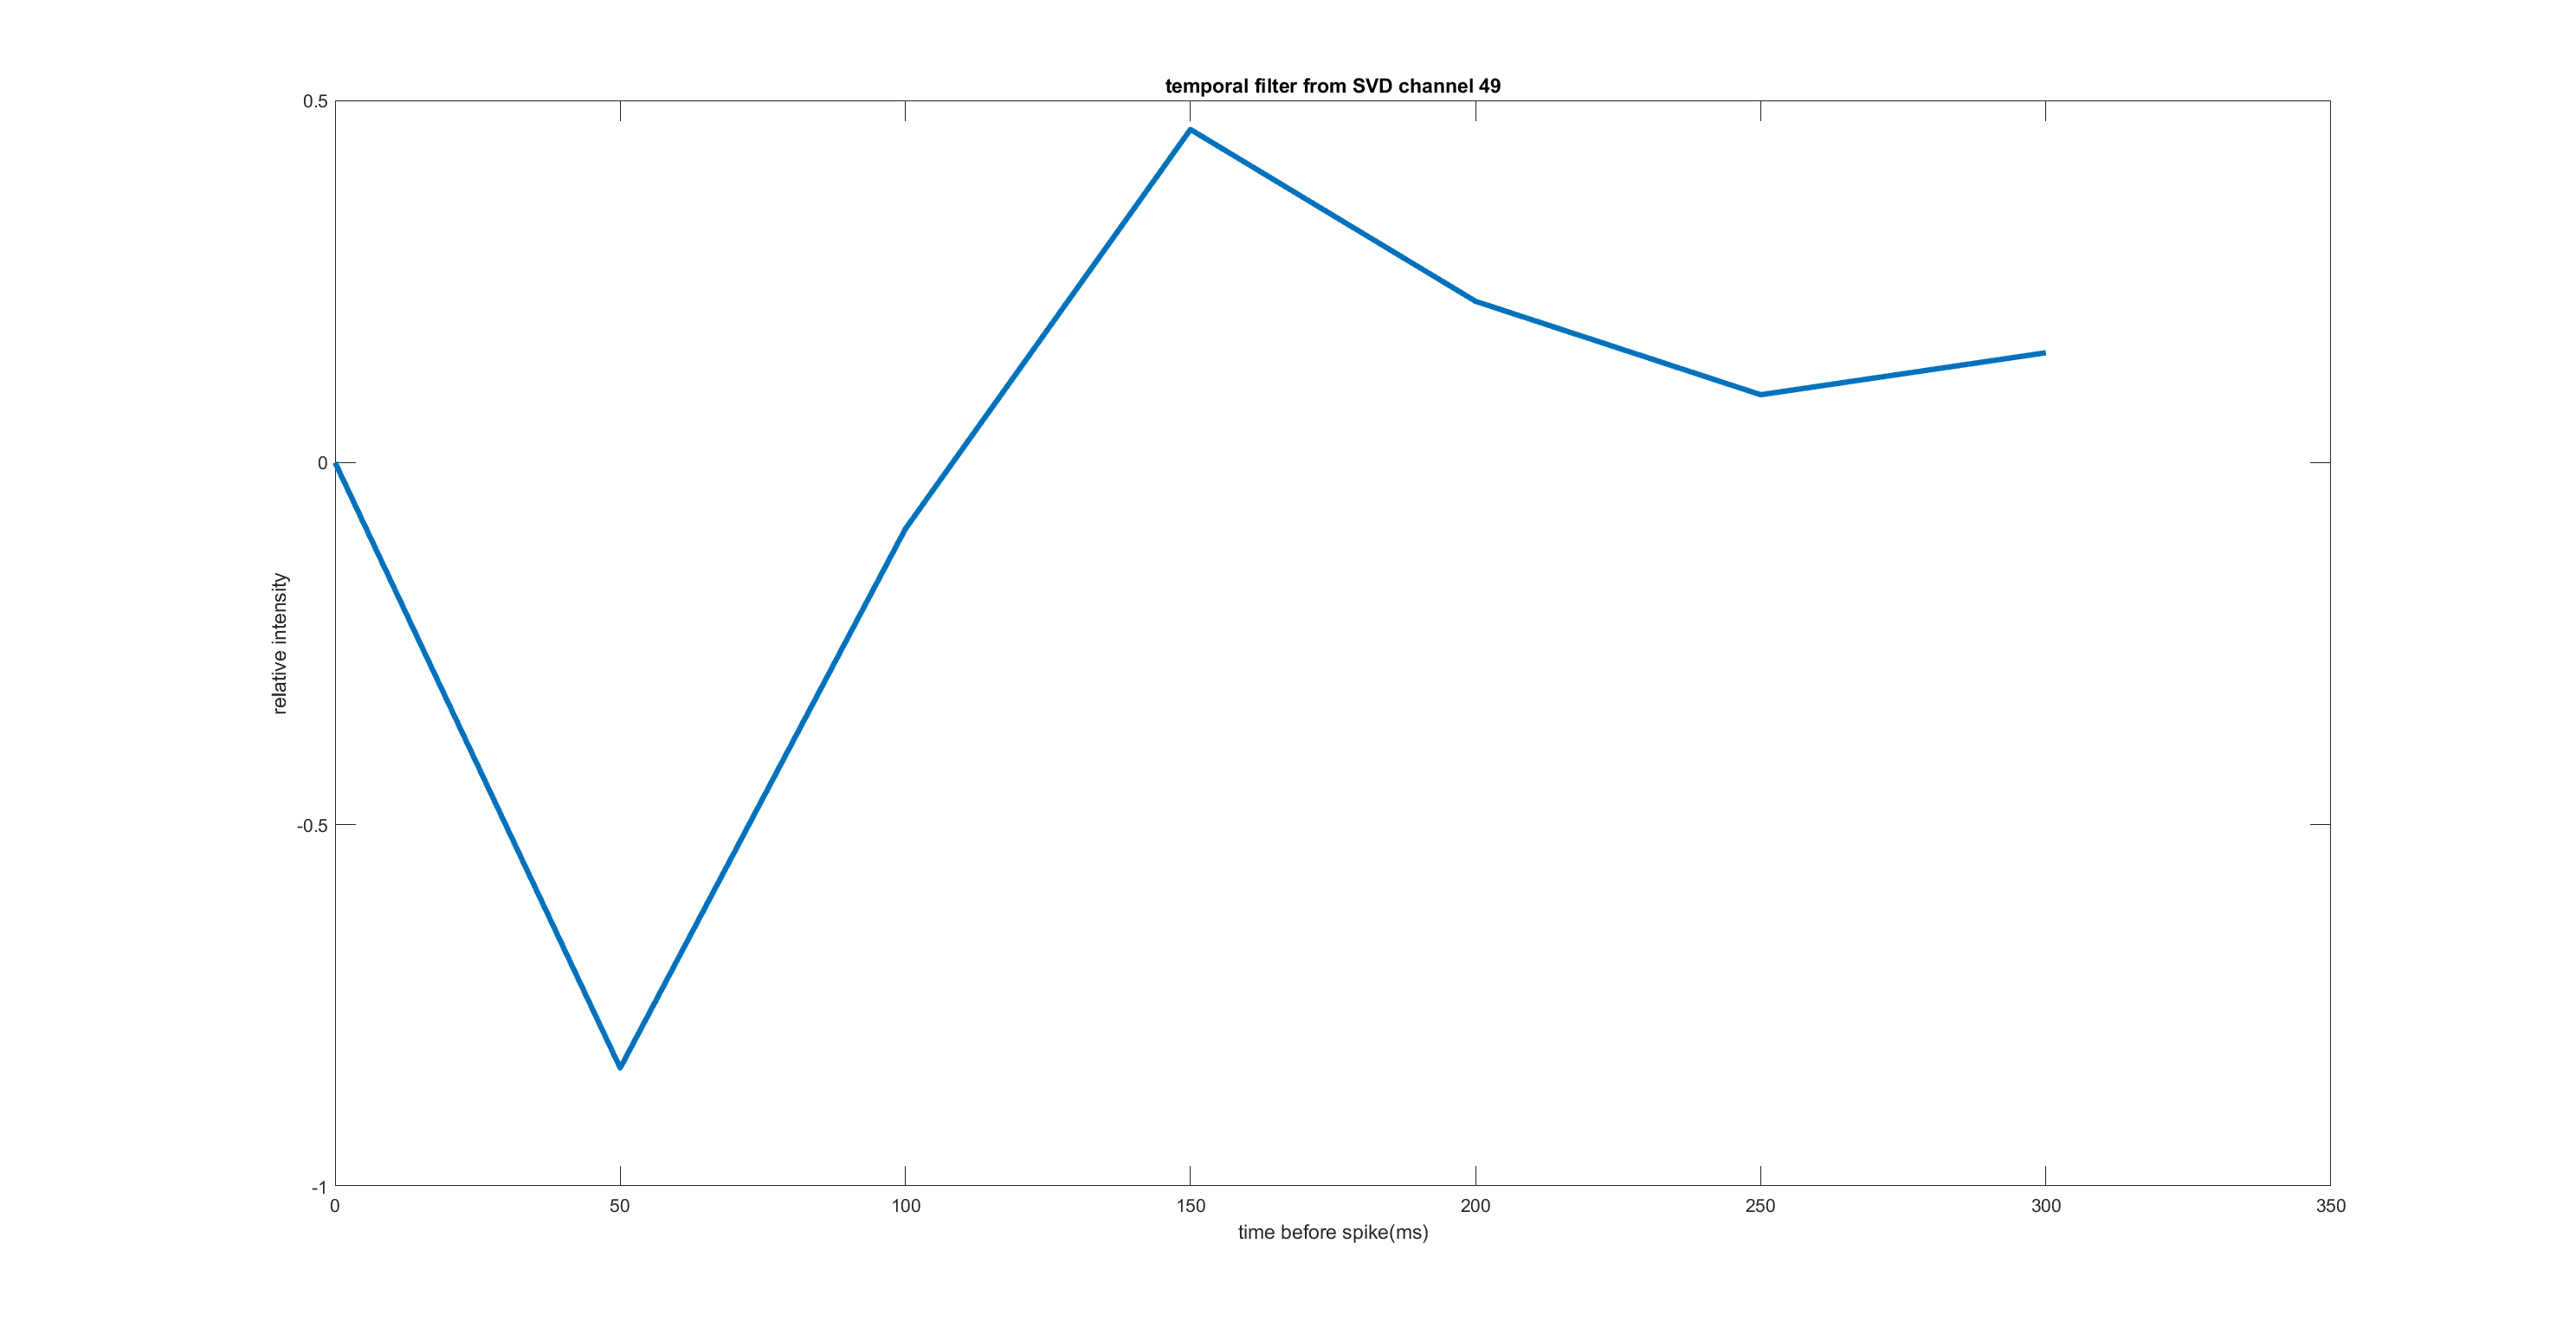 temporal filter from SVD channel 49
0.5
0
-0.5
-1
relative intensity
0 50 100 150 200 250 300 350
time before spike(ms)